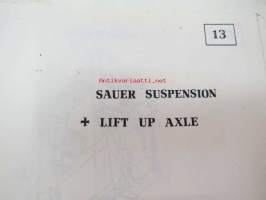 13
Antikvariaatti.net
SAUER SUSPENSION
+ LIFT UP AXLE